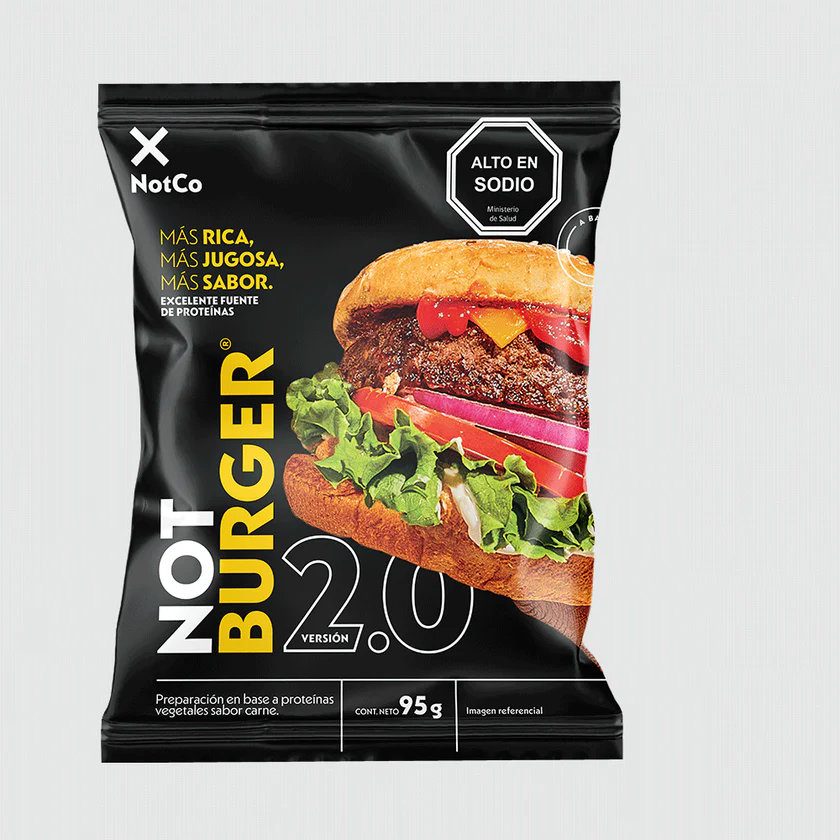 NotCo
ALTO EN
SODIO
Ministerio
de Salud
A BA
MÁS RICA,
MÁS JUGOSA,
MÁS SABOR.
EXCELENTE FUENTE
DE PROTEÍNAS
NOT
BURGER®
VERSIÓN
2.0
Preparación en base a proteínas
vegetales sabor carne.
CONT. NETO 95 g
Imagen referencial